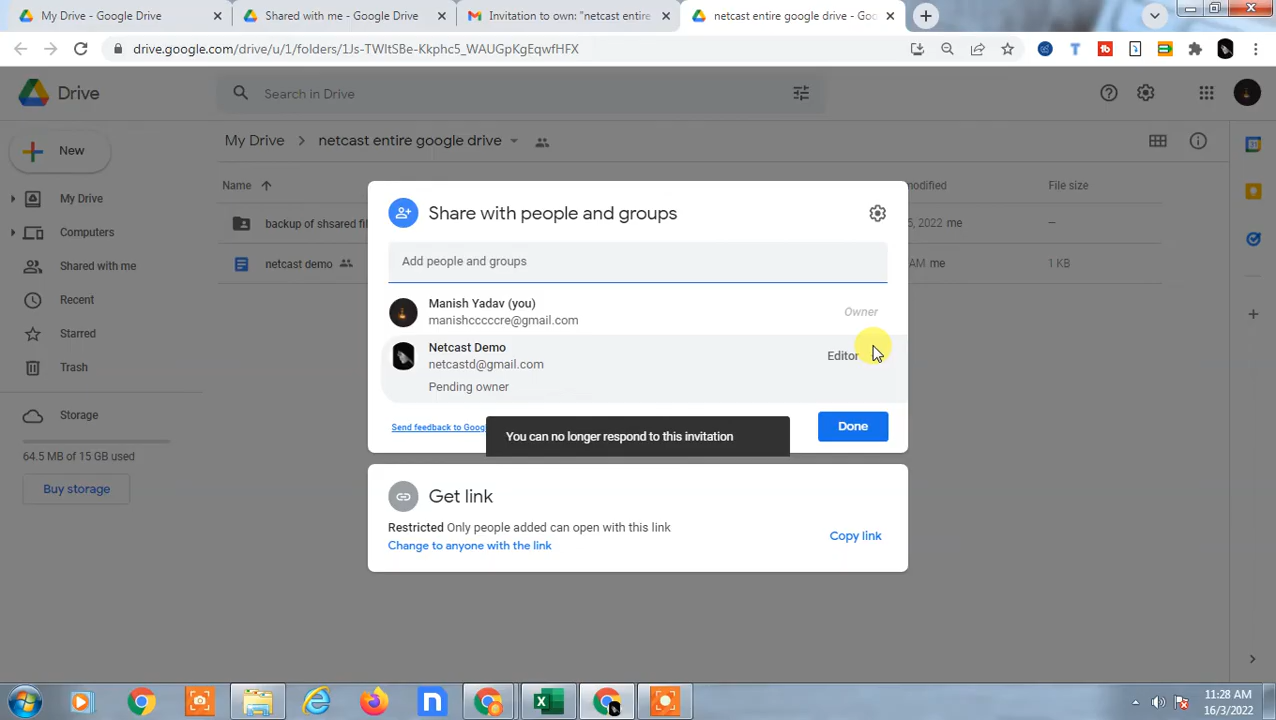 My Drive - Google Drive
Shared with me - Google Drive
Invitation to own: "netcast entire
netcast entire google drive - Goo
drive.google.com/drive/u/1/folders/1Js-TWltSBe-Kkphc5_WAUGpKgEqwfHFX
Drive
Search in Drive
New
My Drive
Computers
Shared with me
Recent
Starred
Trash
Storage
64.5 MB of 15 GB used
Buy storage
My Drive
netcast entire google drive
Name
modified
File size
backup of shsared fil
5, 2022 me
—
netcast demo
AM me
1 KB
Share with people and groups
Add people and groups
Manish Yadav (you)
manishcccccre@gmail.com
Owner
Netcast Demo
netcastd@gmail.com
Pending owner
Editor
Send feedback to Goog
Done
You can no longer respond to this invitation
Get link
Restricted Only people added can open with this link
Change to anyone with the link
Copy link
11:28 AM
16/3/2022